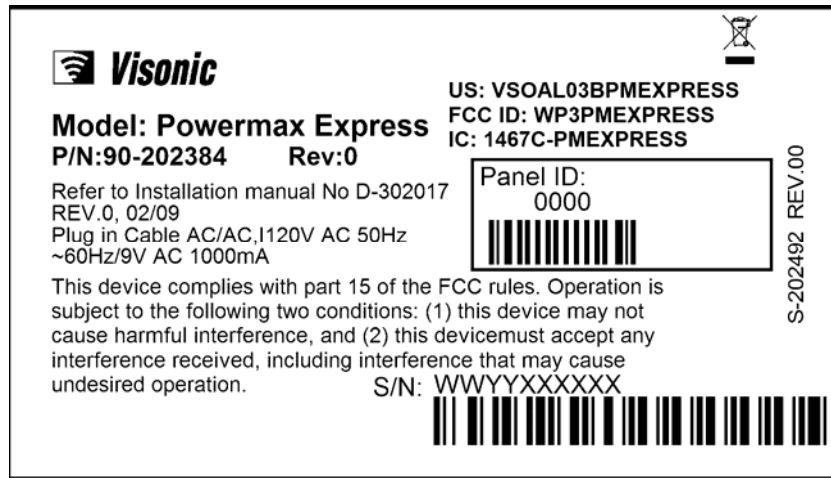 Visonic
US: VSOAL03BPMEXPRESS
FCC ID: WP3PMEXPRESS
IC: 1467C-PMEXPRESS
Model: Powermax Express
P/N:90-202384 Rev:0
Refer to Installation manual No D-302017
REV.0, 02/09
Plug in Cable AC/AC,I120V AC 50Hz
~60Hz/9V AC 1000mA
Panel ID:
0000
S-202492 REV.00
This device complies with part 15 of the FCC rules. Operation is
subject to the following two conditions: (1) this device may not
cause harmful interference, and (2) this devicemust accept any
interference received, including interference that may cause
undesired operation.
S/N: WWYYXXXXXX